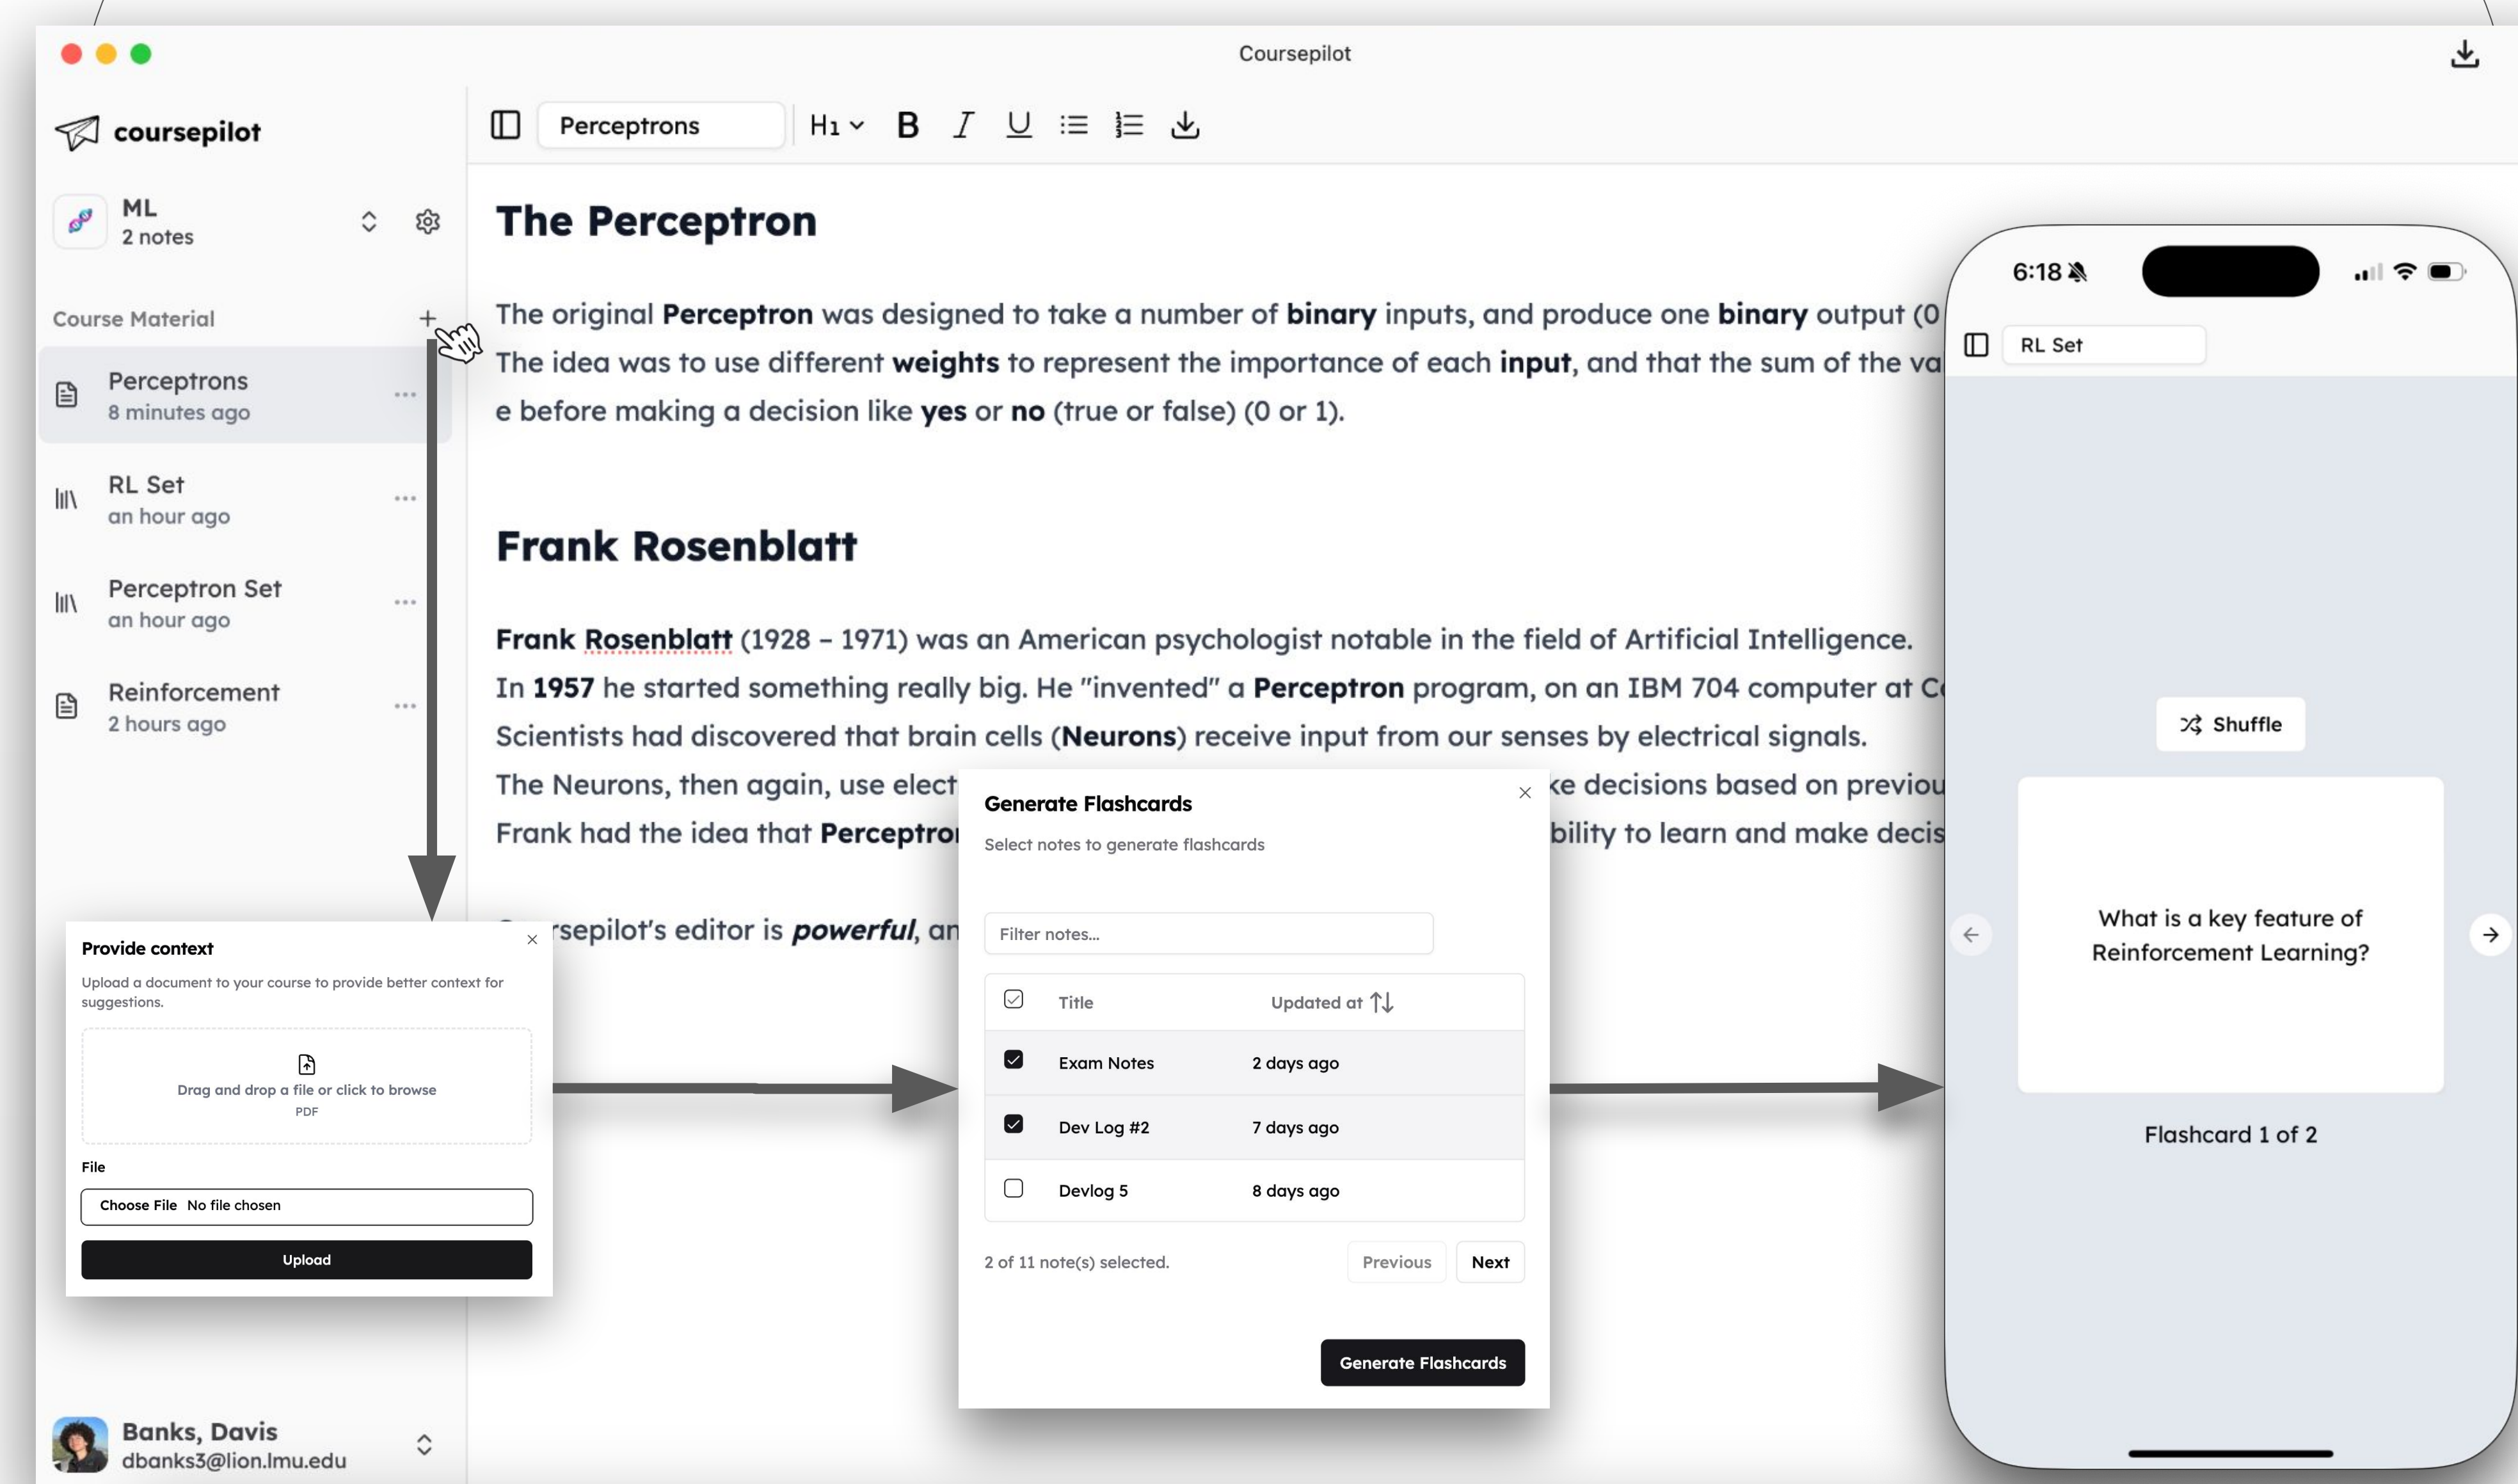 Coursepilot
coursepilot
ML
2 notes
Course Material
Perceptrons
8 minutes ago
RL Set
an hour ago
Perceptron Set
an hour ago
Reinforcement
2 hours ago
Banks, Davis
dbanks3@lion.lmu.edu
Perceptrons
H1
B
I
U
The Perceptron
The original Perceptron was designed to take a number of binary inputs, and produce one binary output (0
The idea was to use different weights to represent the importance of each input, and that the sum of the va
e before making a decision like yes or no (true or false) (0 or 1).
Frank Rosenblatt
Frank Rosenblatt (1928 – 1971) was an American psychologist notable in the field of Artificial Intelligence.
In 1957 he started something really big. He "invented" a Perceptron program, on an IBM 704 computer at C
Scientists had discovered that brain cells (Neurons) receive input from our senses by electrical signals.
The Neurons, then again, use elect ke decisions based on previou
Frank had the idea that Perceptro bility to learn and make decis
rsepilot's editor is powerful, an
Provide context
Upload a document to your course to provide better context for
suggestions.
Drag and drop a file or click to browse
PDF
File
Choose File No file chosen
Upload
Generate Flashcards
Select notes to generate flashcards
Filter notes...
Title Updated at
Exam Notes 2 days ago
Dev Log #2 7 days ago
Devlog 5 8 days ago
2 of 11 note(s) selected.
Previous Next
Generate Flashcards
6:18
RL Set
Shuffle
What is a key feature of
Reinforcement Learning?
Flashcard 1 of 2